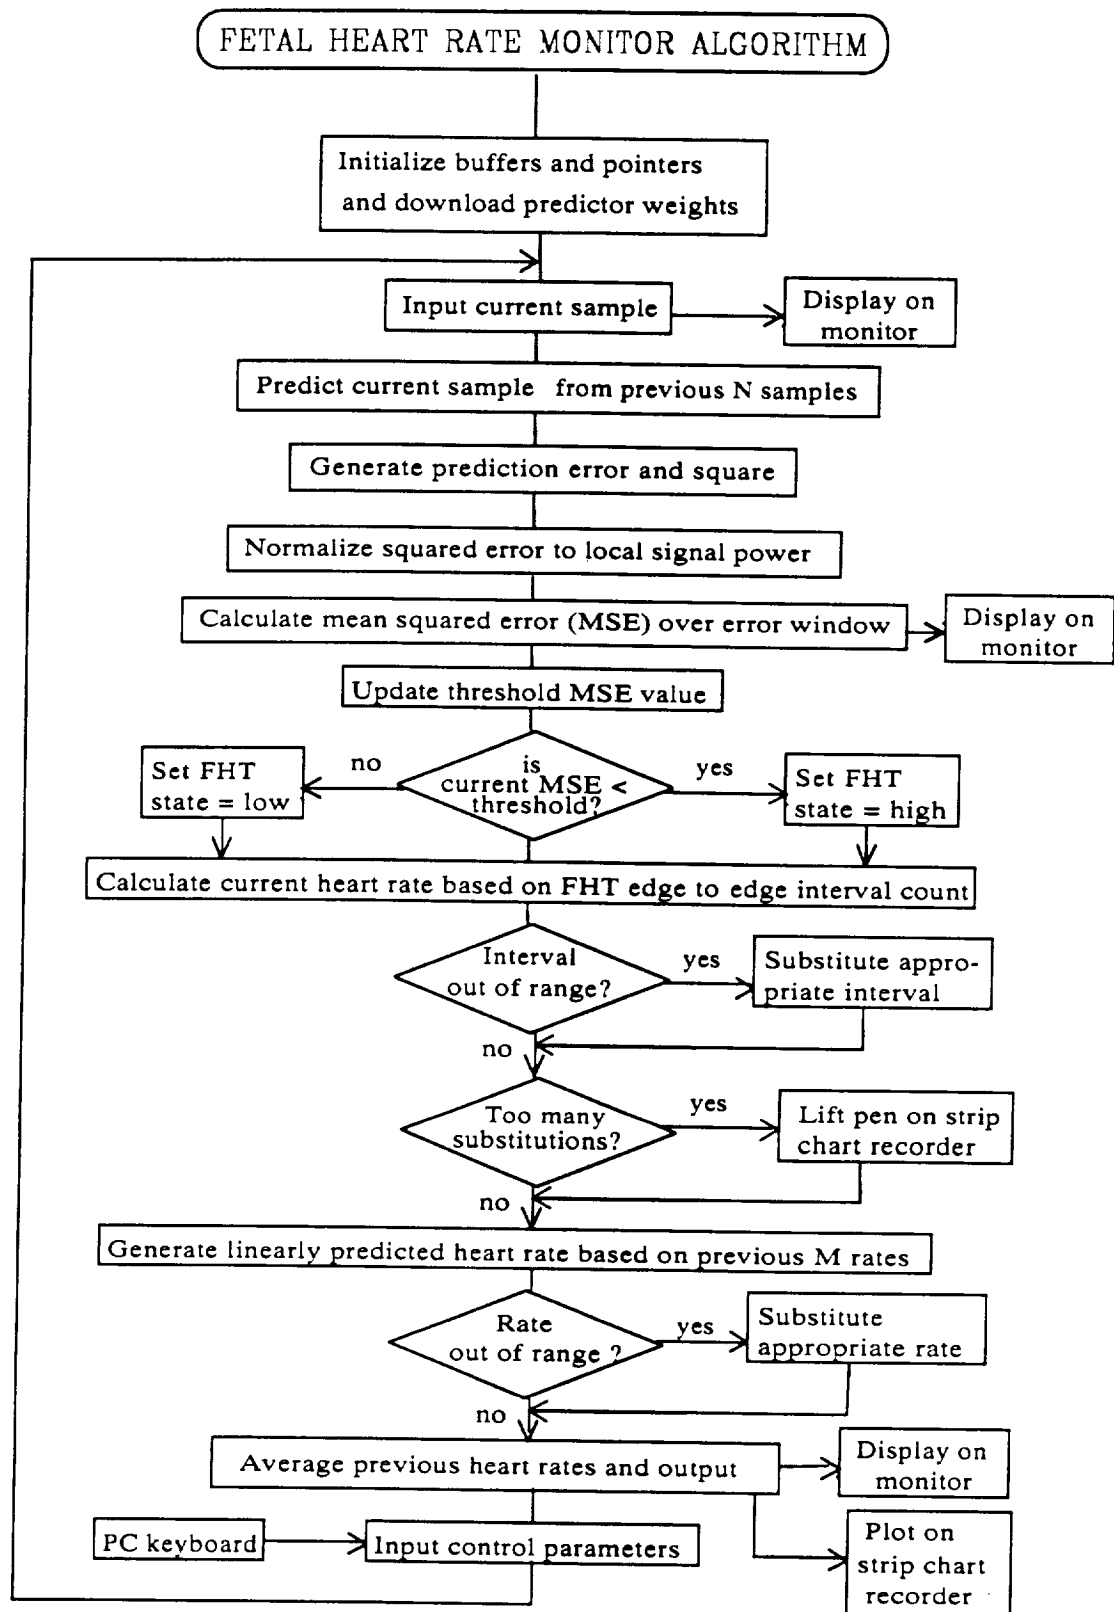 FETAL HEART RATE MONITOR ALGORITHM
Initialize buffers and pointers
and download predictor weights
Input current sample
Display on
monitor
Predict current sample from previous N samples
Generate prediction error and square
Normalize squared error to local signal power
Calculate mean squared error (MSE) over error window
Display on
monitor
Update threshold MSE value
is
current MSE <
threshold?
no
yes
Set FHT
state = low
Set FHT
state = high
Calculate current heart rate based on FHT edge to edge interval count
Interval
out of range?
yes
Substitute appro-
priate interval
no
Too many
substitutions?
yes
Lift pen on strip
chart recorder
no
Generate linearly predicted heart rate based on previous M rates
Rate
out of range ?
yes
Substitute
appropriate rate
no
Average previous heart rates and output
Display on
monitor
PC keyboard
Input control parameters
Plot on
strip chart
recorder